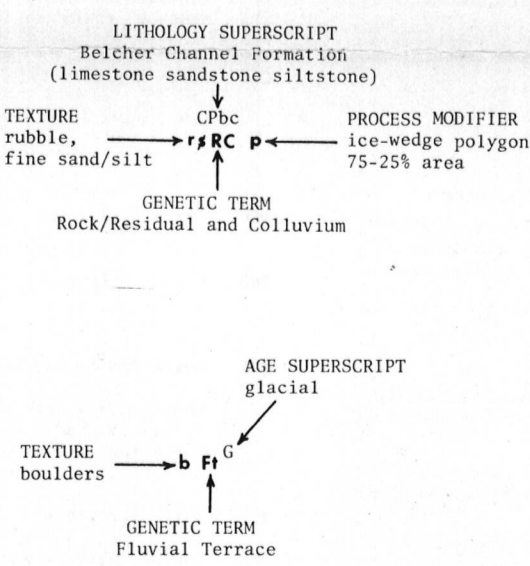 LITHOLOGY SUPERSCRIPT
Belcher Channel Formation
(limestone sandstone siltstone)
CPbc
TEXTURE
rubble,
fine sand/silt
r$RC p
PROCESS MODIFIER
ice-wedge polygon
75-25% area
GENETIC TERM
Rock/Residual and Colluvium
AGE SUPERSCRIPT
glacial
TEXTURE
boulders
b Ft G
GENETIC TERM
Fluvial Terrace